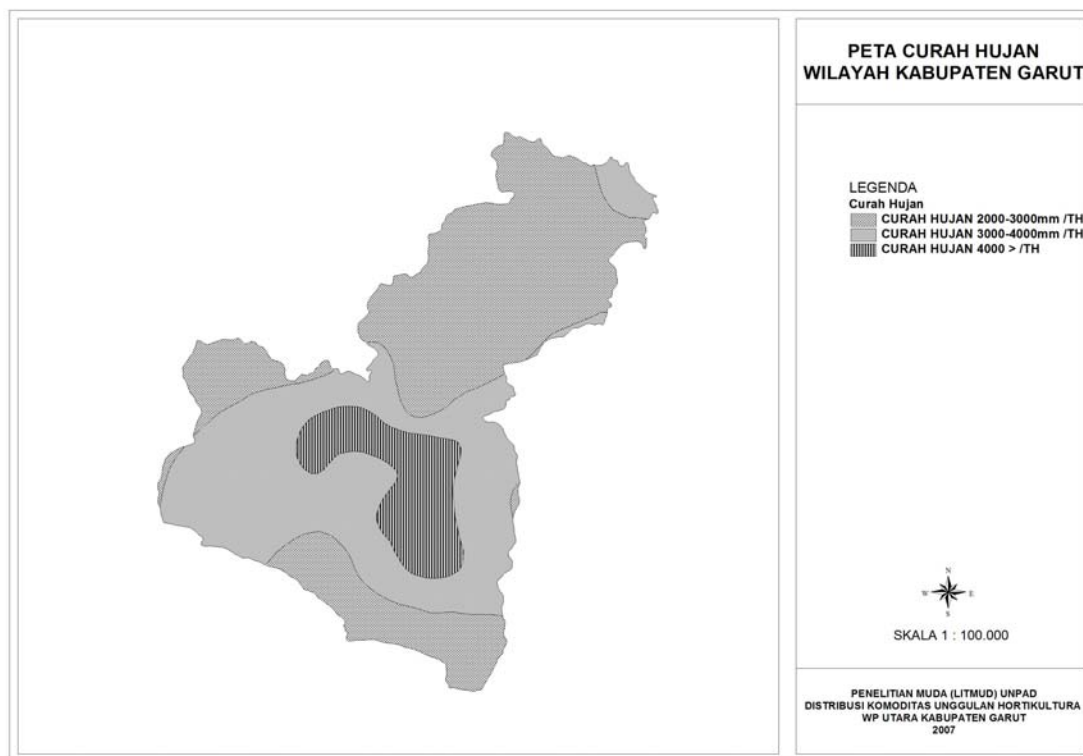 PETA CURAH HUJAN
WILAYAH KABUPATEN GARUT
LEGENDA
Curah Hujan
CURAH HUJAN 2000-3000mm /TH
CURAH HUJAN 3000-4000mm /TH
CURAH HUJAN 4000 > /TH
N
W E
S
SKALA 1 : 100.000
PENELITIAN MUDA (LITMUD) UNPAD
DISTRIBUSI KOMODITAS UNGGULAN HORTIKULTURA
WP UTARA KABUPATEN GARUT
2007